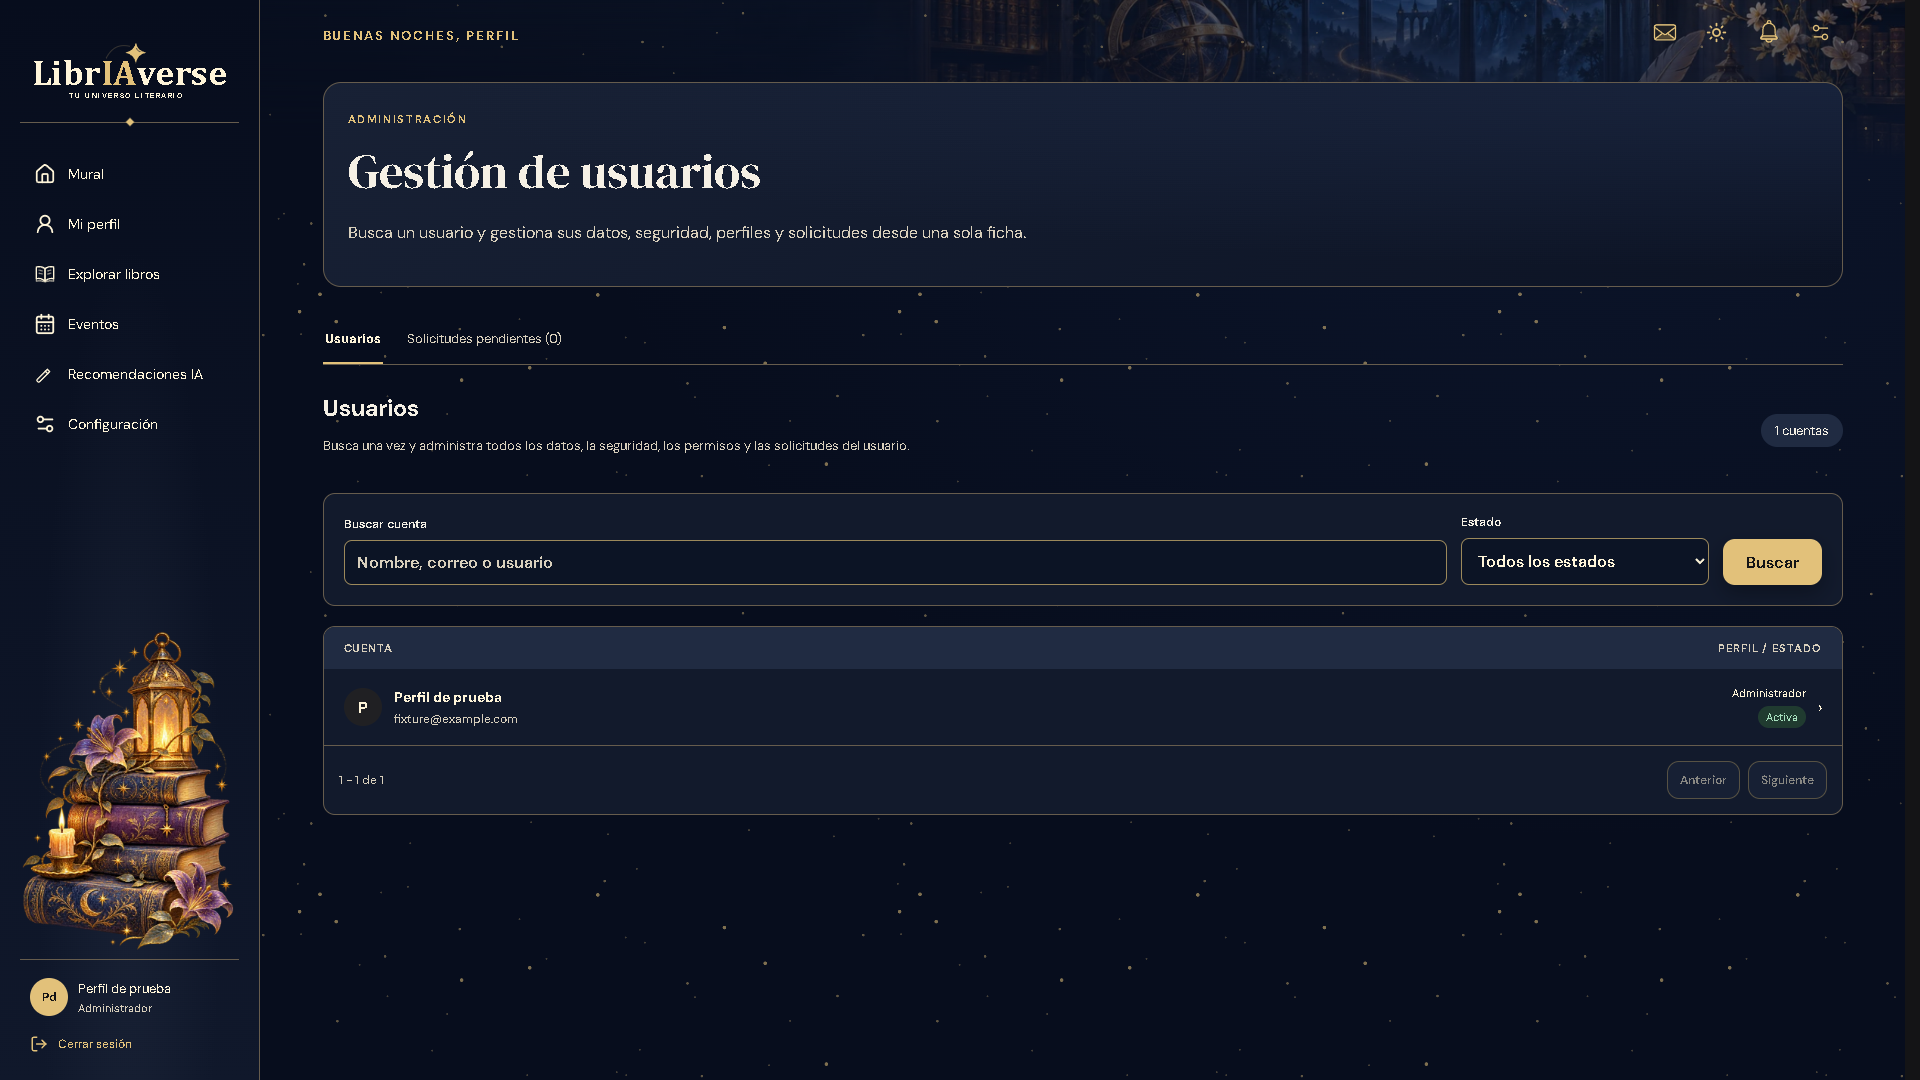 LibrIAverse
TU UNIVERSO LITERARIO
Mural
Mi perfil
Explorar libros
Eventos
Recomendaciones IA
Configuración
Pd
Perfil de prueba
Administrador
Cerrar sesión
BUENAS NOCHES, PERFIL
ADMINISTRACIÓN
Gestión de usuarios
Busca un usuario y gestiona sus datos, seguridad, perfiles y solicitudes desde una sola ficha.
Usuarios
Solicitudes pendientes (0)
Usuarios
Busca una vez y administra todos los datos, la seguridad, los permisos y las solicitudes del usuario.
1 cuentas
Buscar cuenta
Nombre, correo o usuario
Estado
Todos los estados
Buscar
CUENTA
PERFIL / ESTADO
P
Perfil de prueba
fixture@example.com
Administrador
Activa
1 – 1 de 1
Anterior
Siguiente